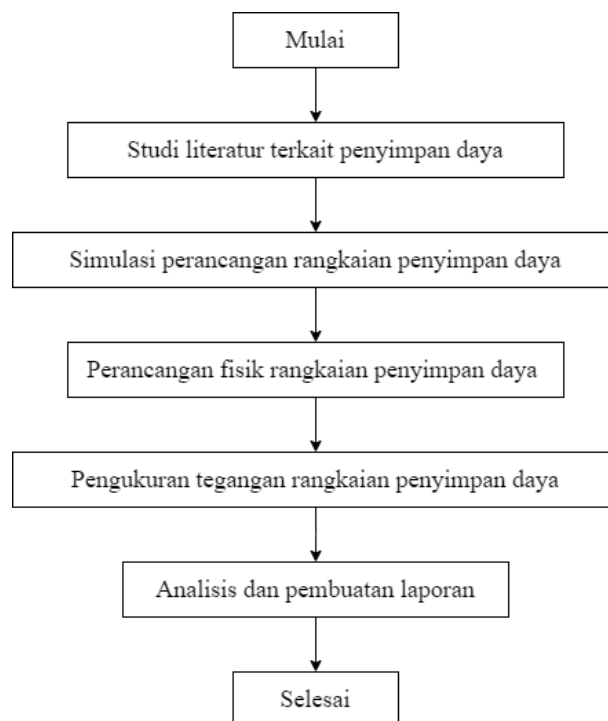 Mulai
Studi literatur terkait penyimpan daya
Simulasi perancangan rangkaian penyimpan daya
Perancangan fisik rangkaian penyimpan daya
Pengukuran tegangan rangkaian penyimpan daya
Analisis dan pembuatan laporan
Selesai